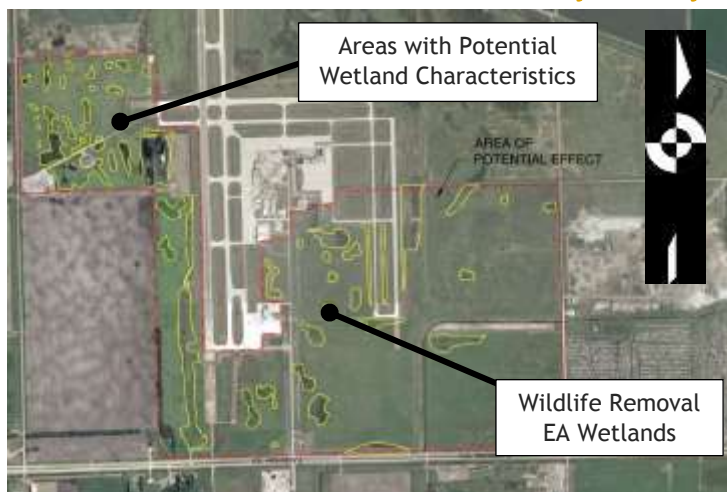 Areas with Potential
Wetland Characteristics
AREA OF
POTENTIAL EFFECT
Wildlife Removal
EA Wetlands